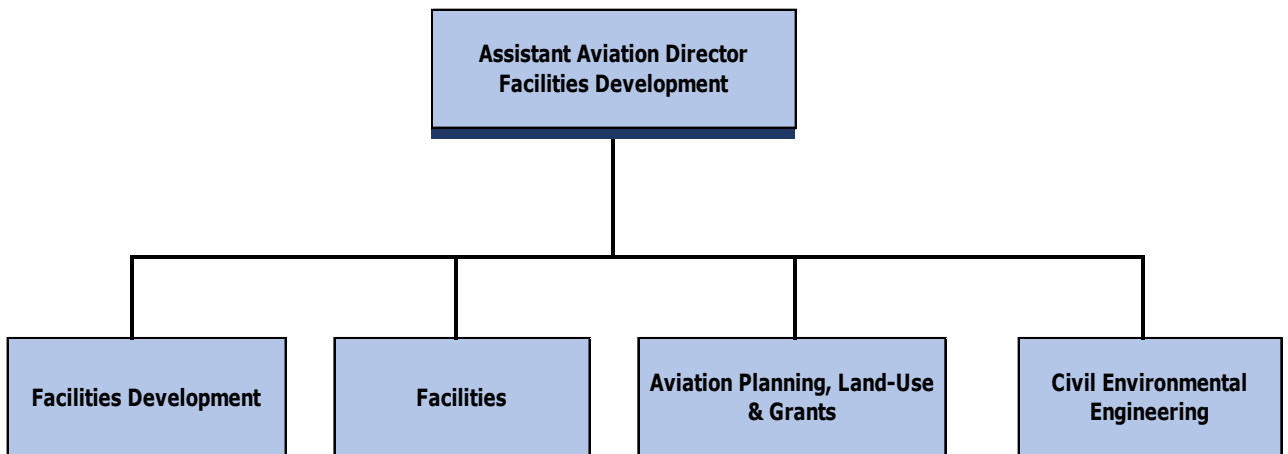 Assistant Aviation Director
Facilities Development
Facilities Development
Facilities
Aviation Planning, Land-Use
& Grants
Civil Environmental
Engineering